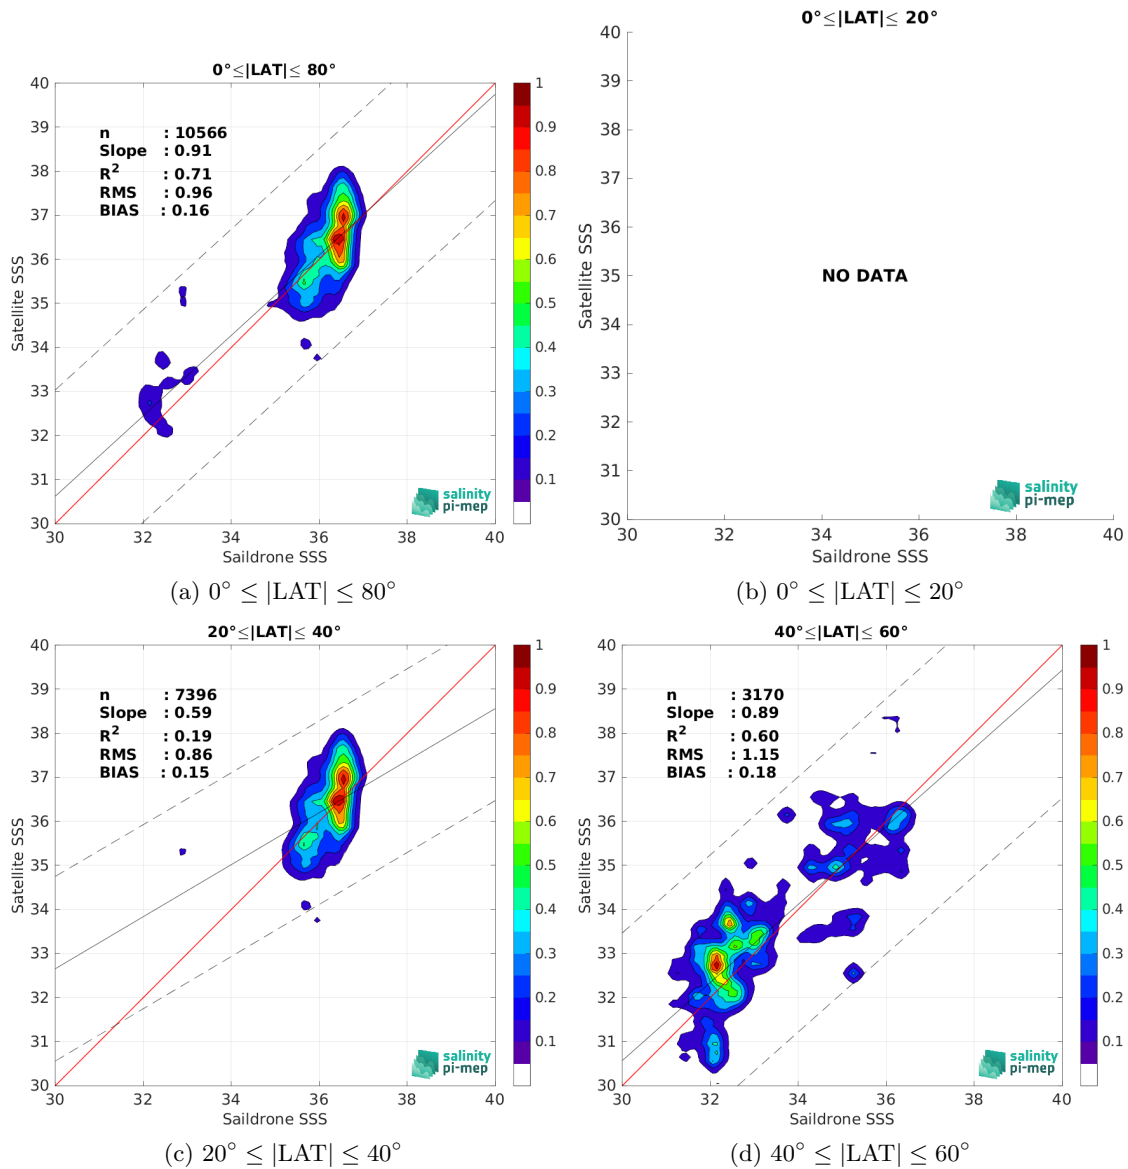 0°≤|LAT|≤ 80°
40
39
38
37
36
35
34
33
32
31
30
Satellite SSS
n : 10566
Slope : 0.91
R² : 0.71
RMS : 0.96
BIAS : 0.16
salinity
pi-mep
30 32 34 36 38 40
Saildrone SSS
1
0.9
0.8
0.7
0.6
0.5
0.4
0.3
0.2
0.1
(a) 0° ≤ |LAT| ≤ 80°
0°≤|LAT|≤ 20°
40
39
38
37
36
35
34
33
32
31
30
Satellite SSS
NO DATA
salinity
pi-mep
30 32 34 36 38 40
Saildrone SSS
(b) 0° ≤ |LAT| ≤ 20°
20°≤|LAT|≤ 40°
40
39
38
37
36
35
34
33
32
31
30
Satellite SSS
n : 7396
Slope : 0.59
R² : 0.19
RMS : 0.86
BIAS : 0.15
salinity
pi-mep
30 32 34 36 38 40
Saildrone SSS
1
0.9
0.8
0.7
0.6
0.5
0.4
0.3
0.2
0.1
(c) 20° ≤ |LAT| ≤ 40°
40°≤|LAT|≤ 60°
40
39
38
37
36
35
34
33
32
31
30
Satellite SSS
n : 3170
Slope : 0.89
R² : 0.60
RMS : 1.15
BIAS : 0.18
salinity
pi-mep
30 32 34 36 38 40
Saildrone SSS
1
0.9
0.8
0.7
0.6
0.5
0.4
0.3
0.2
0.1
(d) 40° ≤ |LAT| ≤ 60°